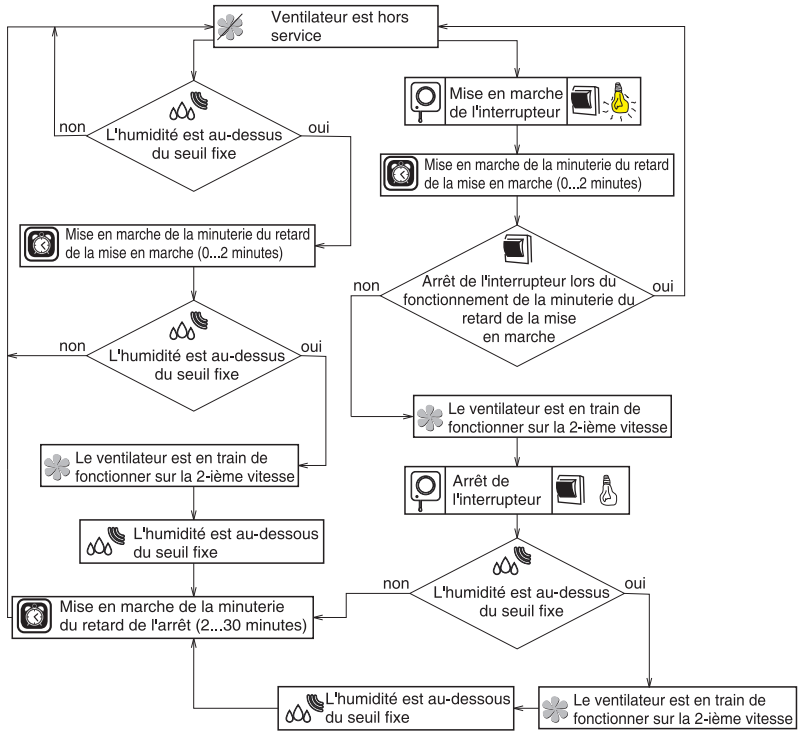 Ventilateur est hors
service
L'humidité est au-dessus
du seuil fixe
non
oui
Mise en marche de la minuterie du retard
de la mise en marche (0...2 minutes)
L'humidité est au-dessus
du seuil fixe
non
oui
Le ventilateur est en train de
fonctioner sur la 2-ième vitesse
L'humidité est au-dessous
du seuil fixe
Mise en marche de la minuterie
du retard de l'arrêt (2...30 minutes)
Mise en marche
de l'interrupteur
Mise en marche de la minuterie du retard
de la mise en marche (0...2 minutes)
non
oui
Arrêt de l'interrupteur lors du
fonctionnement de la minuterie du
retard de la mise
en marche
Le ventilateur est en train de
fonctionner sur la 2-ième vitesse
Arrêt de
l'interrupteur
non
oui
L'humidité est au-dessus
du seuil fixe
Le ventilateur est en train de
fonctionner sur la 2-ième vitesse
L'humidité est au-dessous
du seuil fixe